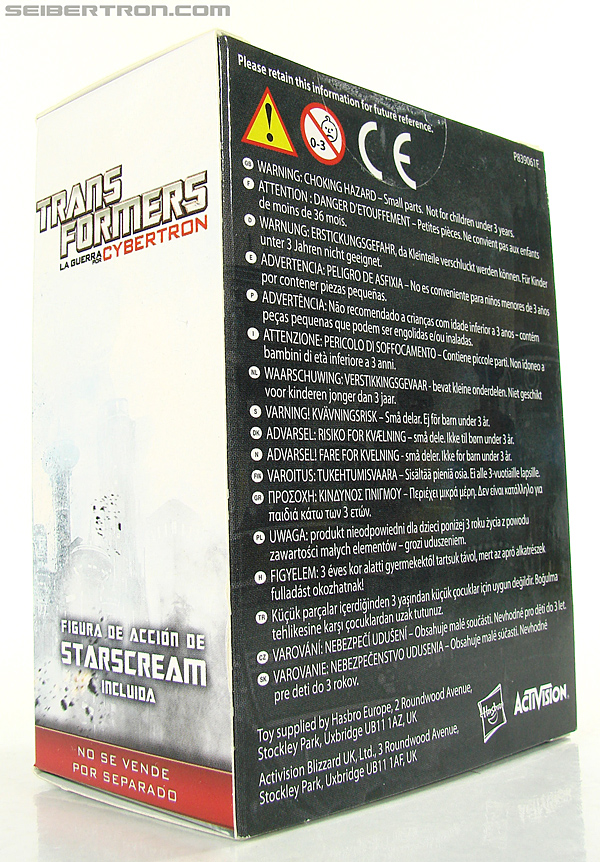 SEIBERTRON.COM
TRANS
FORMERS
LA GUERRA POR CYBERTRON
FIGURA DE ACCIÓN DE
STARSCREAM
INCLUIDA
NO SE VENDE
POR SEPARADO
Please retain this information for future reference.
0-3
CE
P839061E
GB WARNING: CHOKING HAZARD – Small parts. Not for children under 3 years.
F ATTENTION : DANGER D'ETOUFFEMENT – Petites pièces. Ne convient pas aux enfants
de moins de 36 mois.
D WARNUNG: ERSTICKUNGSGEFAHR, da Kleinteile verschluckt werden können. Für Kinder
unter 3 Jahren nicht geeignet.
E ADVERTENCIA: PELIGRO DE ASFIXIA – No es conveniente para niños menores de 3 años
por contener piezas pequeñas.
P ADVERTÊNCIA: Não recomendado a crianças com idade inferior a 3 anos – contém
peças pequenas que podem ser engolidas e/ou inaladas.
I ATTENZIONE: PERICOLO DI SOFFOCAMENTO – Contiene piccole parti. Non idoneo a
bambini di età inferiore a 3 anni.
NL WAARSCHUWING: VERSTIKKINGSGEVAAR - bevat kleine onderdelen. Niet geschikt
voor kinderen jonger dan 3 jaar.
S VARNING! KVÄVNINGSRISK – Små delar. Ej för barn under 3 år.
DK ADVARSEL: RISIKO FOR KVÆLNING – små dele. Ikke til børn under 3 år.
N ADVARSEL! FARE FOR KVELNING - små deler. Ikke for barn under 3 år.
FIN VAROITUS: TUKEHTUMISVAARA – Sisältää pieniä osia. Ei alle 3-vuotiaille lapsille.
GR ΠΡΟΣΟΧΗ: ΚΙΝΔΥΝΟΣ ΠΝΙΓΜΟΥ – Περιέχει μικρά μέρη. Δεν είναι κατάλληλο για
παιδιά κάτω των 3 ετών.
PL UWAGA: produkt nieodpowiedni dla dzieci poniżej 3 roku życia z powodu
zawartości małych elementów – grozi uduszeniem.
H FIGYELEM: 3 éves kor alatti gyermekektől tartsuk távol, mert az apró alkatrészek
fulladást okozhatnak!
TR Küçük parçalar içerdiğinden 3 yaşından küçük çocuklar için uygun değildir. Boğulma
tehlikesine karşı çocuklardan uzak tutunuz.
CZ VAROVÁNÍ: NEBEZPEČÍ UDUŠENÍ – Obsahuje malé součásti. Nevhodné pro děti do 3 let.
SK VAROVANIE: NEBEZPEČENSTVO UDUSENIA – Obsahuje malé súčasti. Nevhodné
pre deti do 3 rokov.
Toy supplied by Hasbro Europe, 2 Roundwood Avenue,
Stockley Park, Uxbridge UB11 1AZ, UK
Activision Blizzard UK, Ltd., 3 Roundwood Avenue,
Stockley Park, Uxbridge UB11 1AF, UK
Hasbro
ACTIVISION